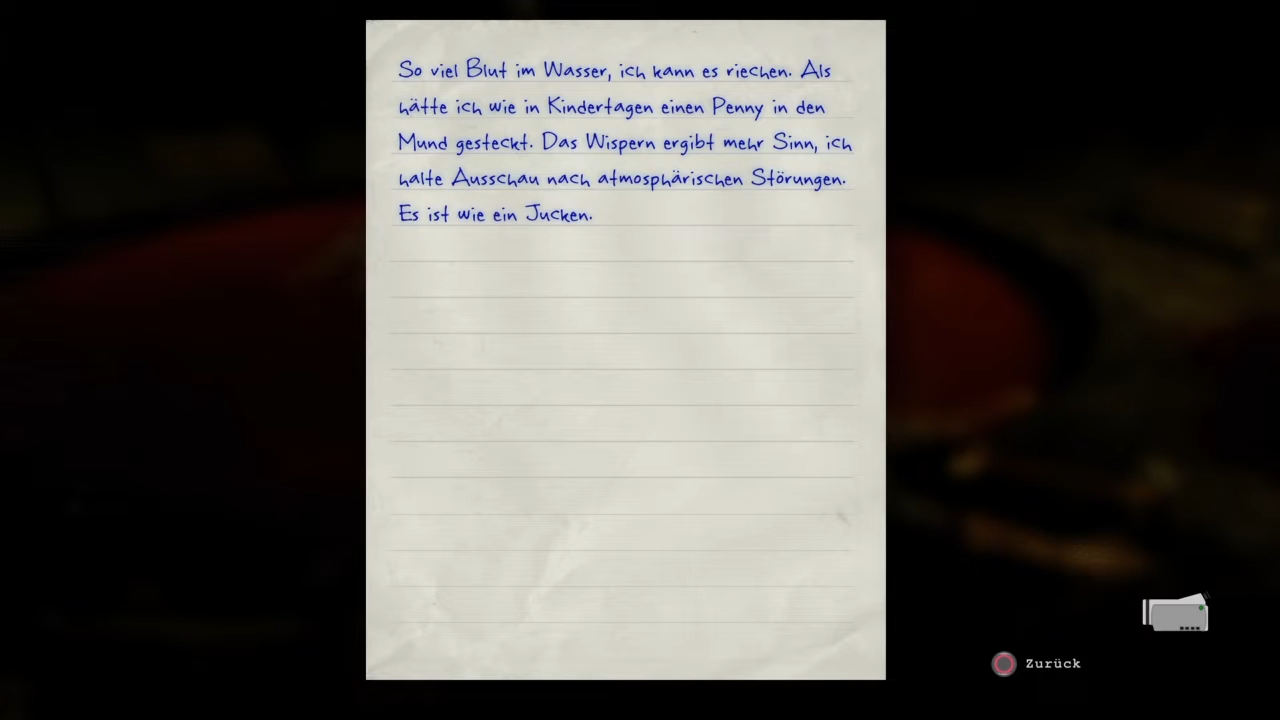 So viel Blut im Wasser, ich kann es riechen. Als
hätte ich wie in Kindertagen einen Penny in den
Mund gesteckt. Das Wispern ergibt mehr Sinn, ich
halte Ausschau nach atmosphärischen Störungen.
Es ist wie ein Jucken.
Zurück